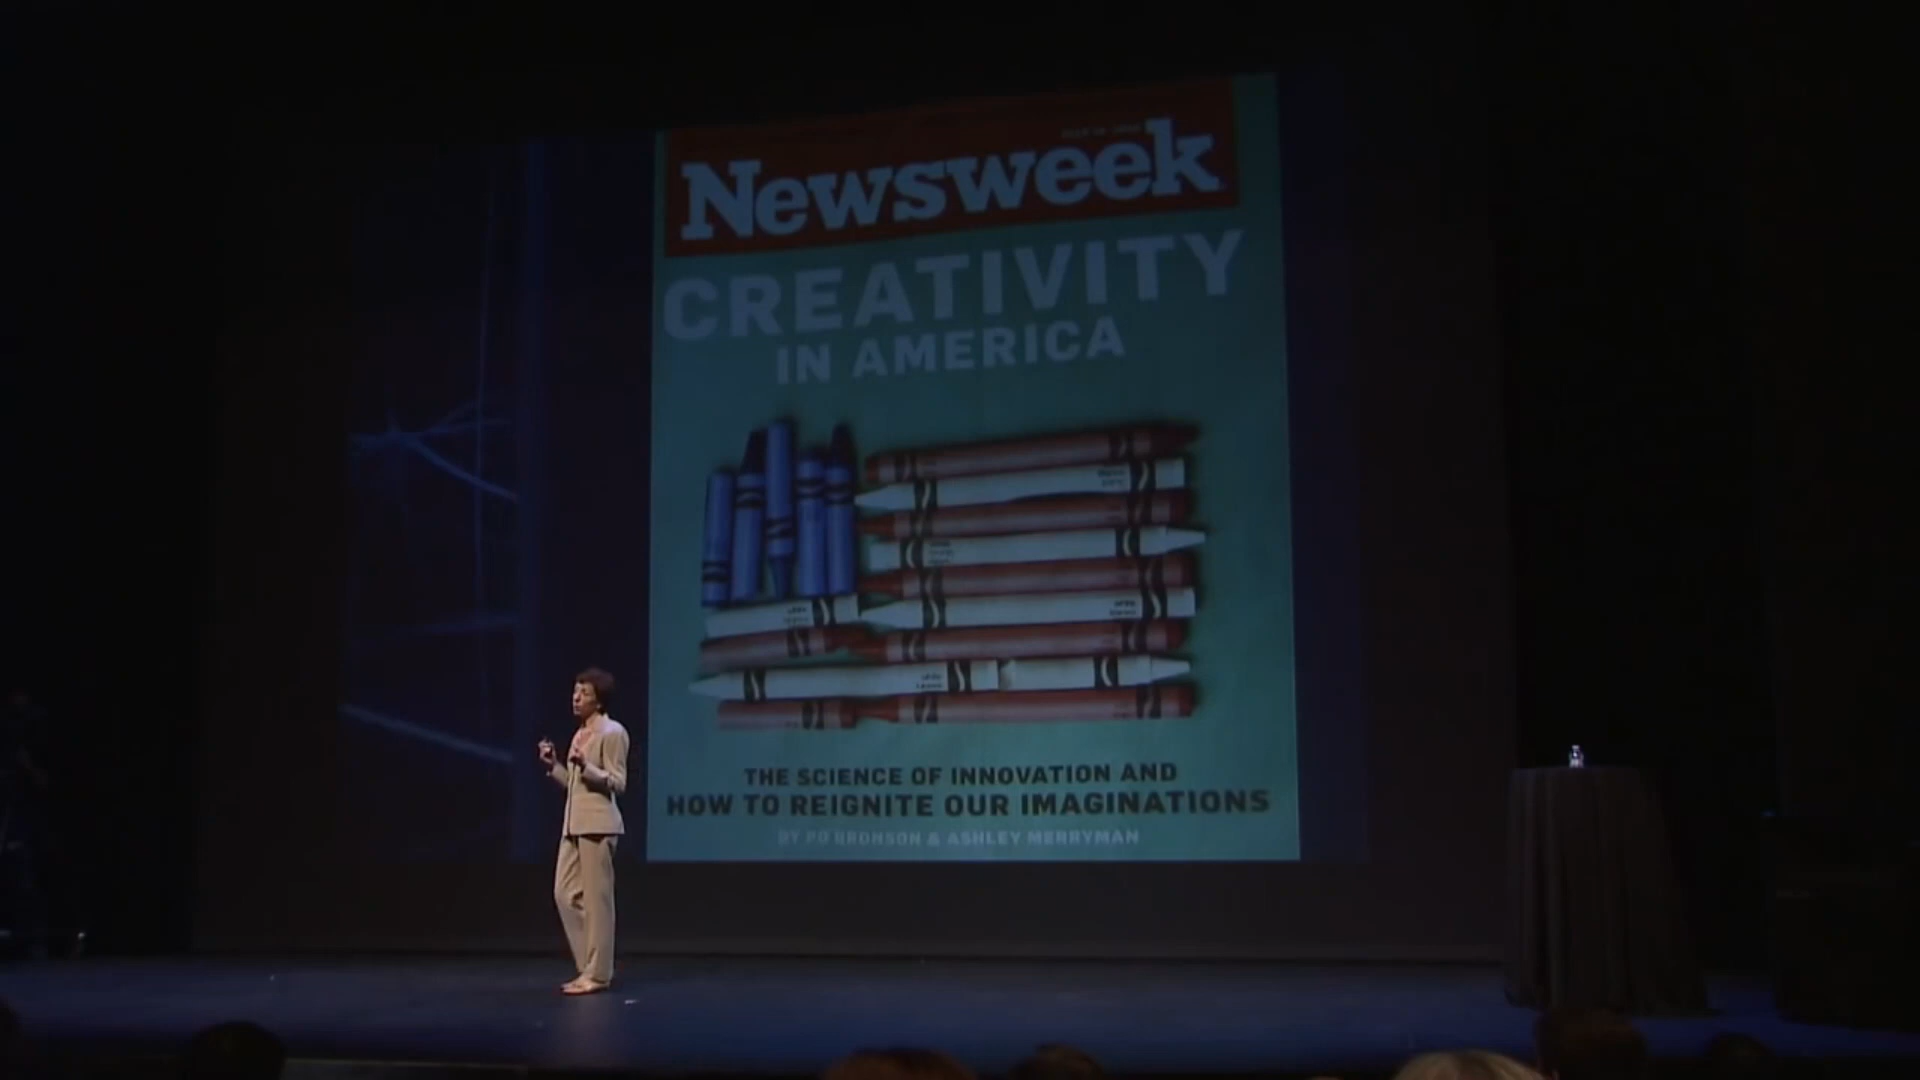 Newsweek
CREATIVITY
IN AMERICA
THE SCIENCE OF INNOVATION AND
HOW TO REIGNITE OUR IMAGINATIONS
BY PO BRONSON & ASHLEY MERRYMAN